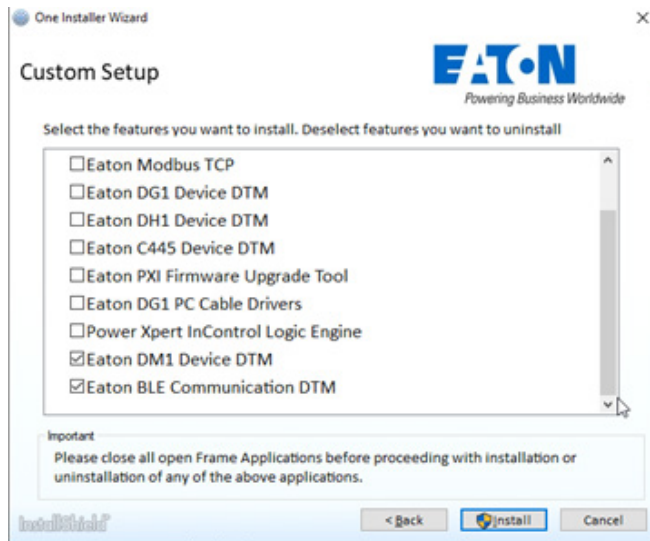 One Installer Wizard
Custom Setup
EATON
Powering Business Worldwide
Select the features you want to install. Deselect features you want to uninstall
Eaton Modbus TCP
Eaton DG1 Device DTM
Eaton DH1 Device DTM
Eaton C445 Device DTM
Eaton PXI Firmware Upgrade Tool
Eaton DG1 PC Cable Drivers
Power Xpert InControl Logic Engine
Eaton DM1 Device DTM
Eaton BLE Communication DTM
Important
Please close all open Frame Applications before proceeding with installation or
uninstallation of any of the above applications.
InstallShield
< Back Install Cancel